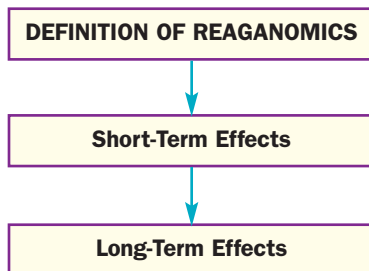 DEFINITION OF REAGANOMICS
Short-Term Effects
Long-Term Effects